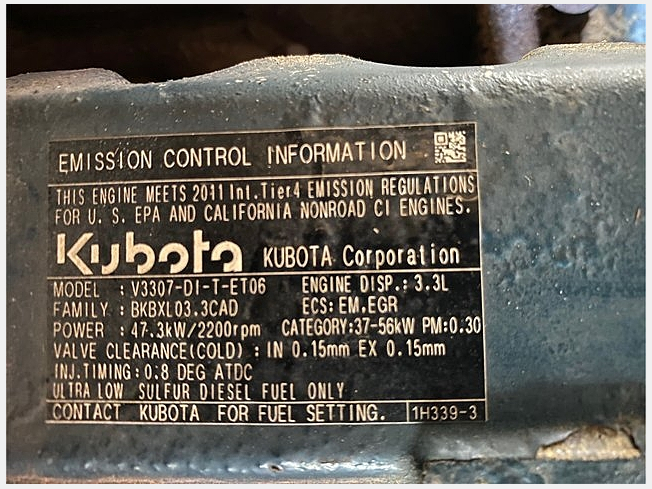 EMISSION CONTROL INFORMATION
THIS ENGINE MEETS 2011 Int.Tier4 EMISSION REGULATIONS
FOR U. S. EPA AND CALIFORNIA NONROAD CI ENGINES.
Kubota KUBOTA Corporation
MODEL : V3307-DI-T-ET06 ENGINE DISP.: 3.3L
FAMILY : BKBXL03.3CAD ECS: EM,EGR
POWER : 47.3kW/2200rpm CATEGORY:37-56kW PM:0.30
VALVE CLEARANCE(COLD) : IN 0.15mm EX 0.15mm
INJ.TIMING : 0.8 DEG ATDC
ULTRA LOW SULFUR DIESEL FUEL ONLY
CONTACT KUBOTA FOR FUEL SETTING. 1H339-3